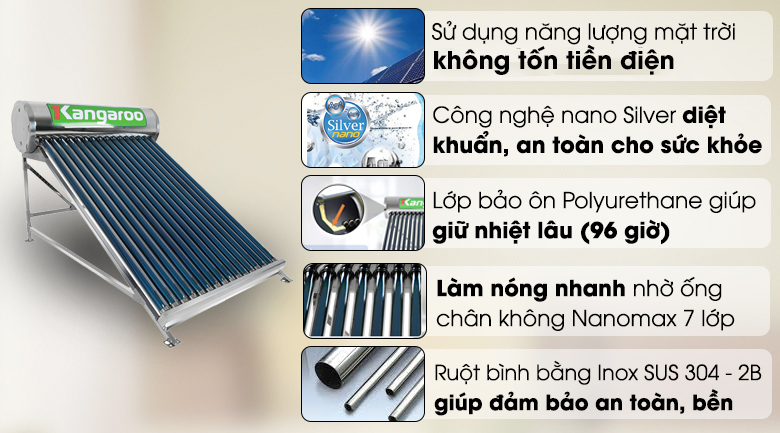 Kangaroo
Sử dụng năng lượng mặt trời
không tốn tiền điện
Silver
nano
Công nghệ nano Silver diệt
khuẩn, an toàn cho sức khỏe
Kangaroo
Lớp bảo ôn Polyurethane giúp
giữ nhiệt lâu (96 giờ)
Làm nóng nhanh nhờ ống
chân không Nanomax 7 lớp
Ruột bình bằng Inox SUS 304 - 2B
giúp đảm bảo an toàn, bền